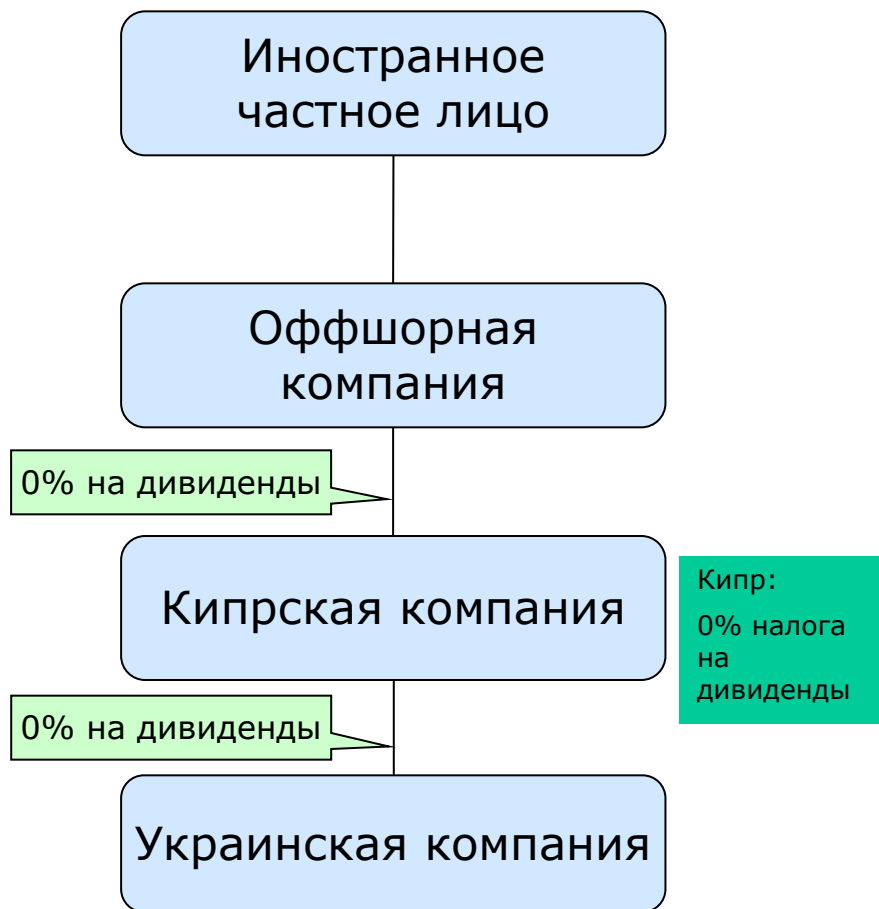 Иностранное
частное лицо
Оффшорная
компания
0% на дивиденды
Кипрская компания
Кипр:
0% налога
на
дивиденды
0% на дивиденды
Украинская компания